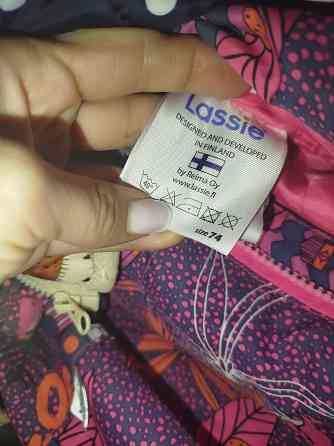 Lassie
DESIGNED AND DEVELOPED
IN FINLAND
by Reima Oy
www.lassie.fi
size 74